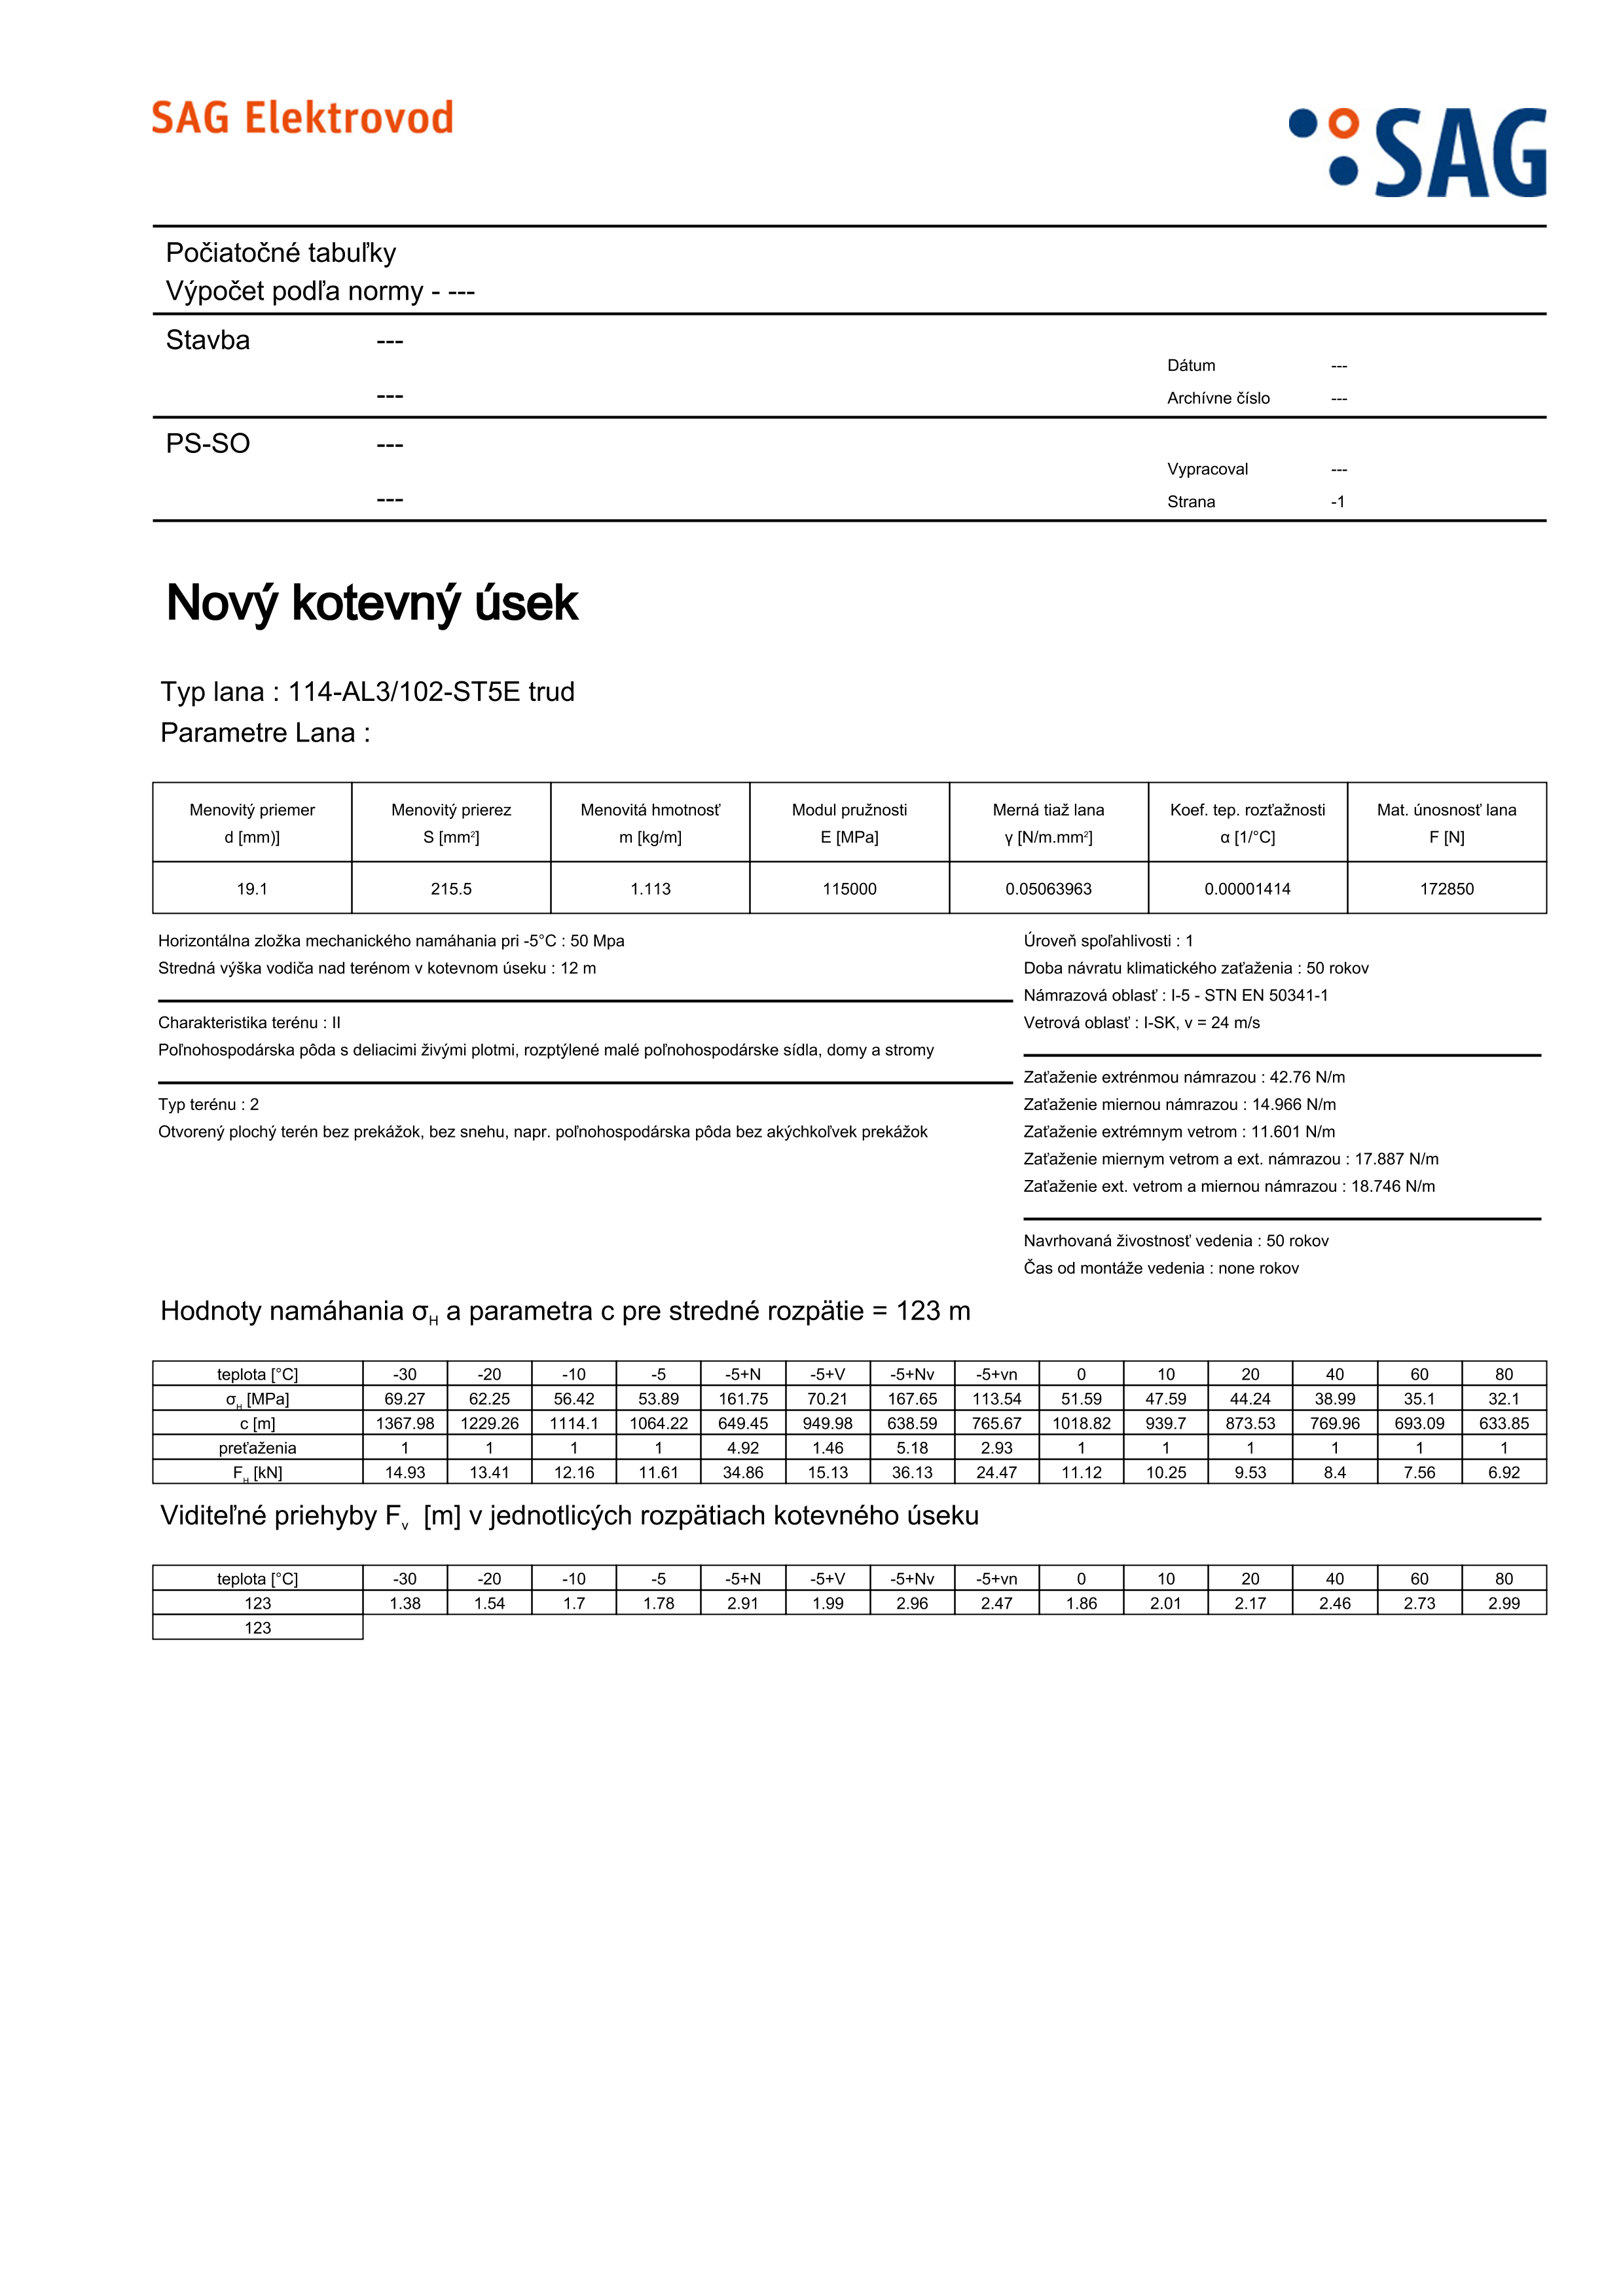 SAG Elektrovod
SAG
Počiatočné tabuľky
Výpočet podľa normy - ---
Stavba ---
Dátum ---
---
Archívne číslo ---
PS-SO ---
Vypracoval ---
---
Strana -1
Nový kotevný úsek
Typ lana : 114-AL3/102-ST5E trud
Parametre Lana :
Menovitý priemer Menovitý prierez Menovitá hmotnosť Modul pružnosti Merná tiaž lana Koef. tep. rozťažnosti Mat. únosnosť lana
d [mm)] S [mm²] m [kg/m] E [MPa] γ [N/m.mm²] α [1/°C] F [N]
19.1 215.5 1.113 115000 0.05063963 0.00001414 172850
Horizontálna zložka mechanického namáhania pri -5°C : 50 Mpa
Stredná výška vodiča nad terénom v kotevnom úseku : 12 m
Charakteristika terénu : II
Poľnohospodárska pôda s deliacimi živými plotmi, rozptýlené malé poľnohospodárske sídla, domy a stromy
Typ terénu : 2
Otvorený plochý terén bez prekážok, bez snehu, napr. poľnohospodárska pôda bez akýchkoľvek prekážok
Úroveň spoľahlivosti : 1
Doba návratu klimatického zaťaženia : 50 rokov
Námrazová oblasť : I-5 - STN EN 50341-1
Vetrová oblasť : I-SK, v = 24 m/s
Zaťaženie extrénmou námrazou : 42.76 N/m
Zaťaženie miernou námrazou : 14.966 N/m
Zaťaženie extrémnym vetrom : 11.601 N/m
Zaťaženie miernym vetrom a ext. námrazou : 17.887 N/m
Zaťaženie ext. vetrom a miernou námrazou : 18.746 N/m
Navrhovaná živostnosť vedenia : 50 rokov
Čas od montáže vedenia : none rokov
Hodnoty namáhania σH a parametra c pre stredné rozpätie = 123 m
teplota [°C] -30 -20 -10 -5 -5+N -5+V -5+Nv -5+vn 0 10 20 40 60 80
σH [MPa] 69.27 62.25 56.42 53.89 161.75 70.21 167.65 113.54 51.59 47.59 44.24 38.99 35.1 32.1
c [m] 1367.98 1229.26 1114.1 1064.22 649.45 949.98 638.59 765.67 1018.82 939.7 873.53 769.96 693.09 633.85
preťaženia 1 1 1 1 4.92 1.46 5.18 2.93 1 1 1 1 1 1
FH [kN] 14.93 13.41 12.16 11.61 34.86 15.13 36.13 24.47 11.12 10.25 9.53 8.4 7.56 6.92
Viditeľné priehyby Fv [m] v jednotlicých rozpätiach kotevného úseku
teplota [°C] -30 -20 -10 -5 -5+N -5+V -5+Nv -5+vn 0 10 20 40 60 80
123 1.38 1.54 1.7 1.78 2.91 1.99 2.96 2.47 1.86 2.01 2.17 2.46 2.73 2.99
123